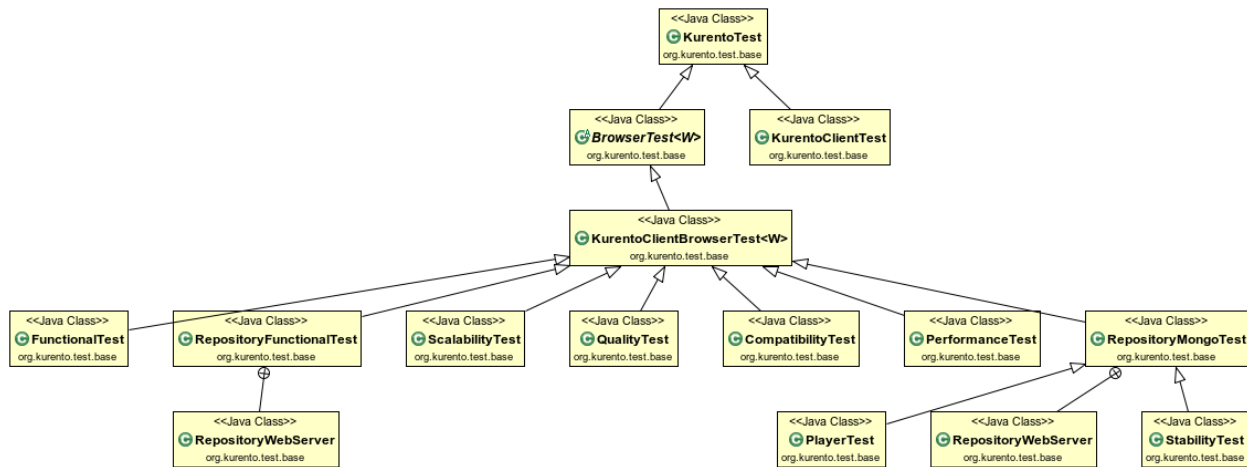 <<Java Class>>
KurentoTest
org.kurento.test.base
<<Java Class>>
BrowserTest<W>
org.kurento.test.base
<<Java Class>>
KurentoClientTest
org.kurento.test.base
<<Java Class>>
KurentoClientBrowserTest<W>
org.kurento.test.base
<<Java Class>>
FunctionalTest
org.kurento.test.base
<<Java Class>>
RepositoryFunctionalTest
org.kurento.test.base
<<Java Class>>
ScalabilityTest
org.kurento.test.base
<<Java Class>>
QualityTest
org.kurento.test.base
<<Java Class>>
CompatibilityTest
org.kurento.test.base
<<Java Class>>
PerformanceTest
org.kurento.test.base
<<Java Class>>
RepositoryMongoTest
org.kurento.test.base
<<Java Class>>
RepositoryWebServer
org.kurento.test.base
<<Java Class>>
PlayerTest
org.kurento.test.base
<<Java Class>>
RepositoryWebServer
org.kurento.test.base
<<Java Class>>
StabilityTest
org.kurento.test.base